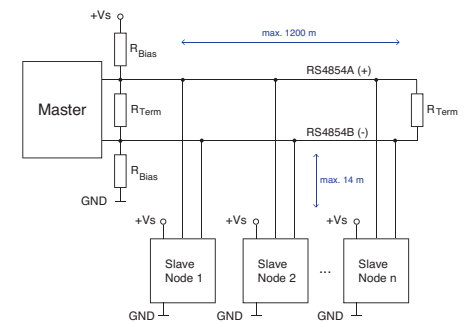 +Vs
max. 1200 m
RBias
RS4854A (+)
Master
RTerm
RTerm
RS4854B (-)
RBias
max. 14 m
GND
+Vs
+Vs
+Vs
Slave
Node 1
Slave
Node 2
...
Slave
Node n
GND
GND
GND